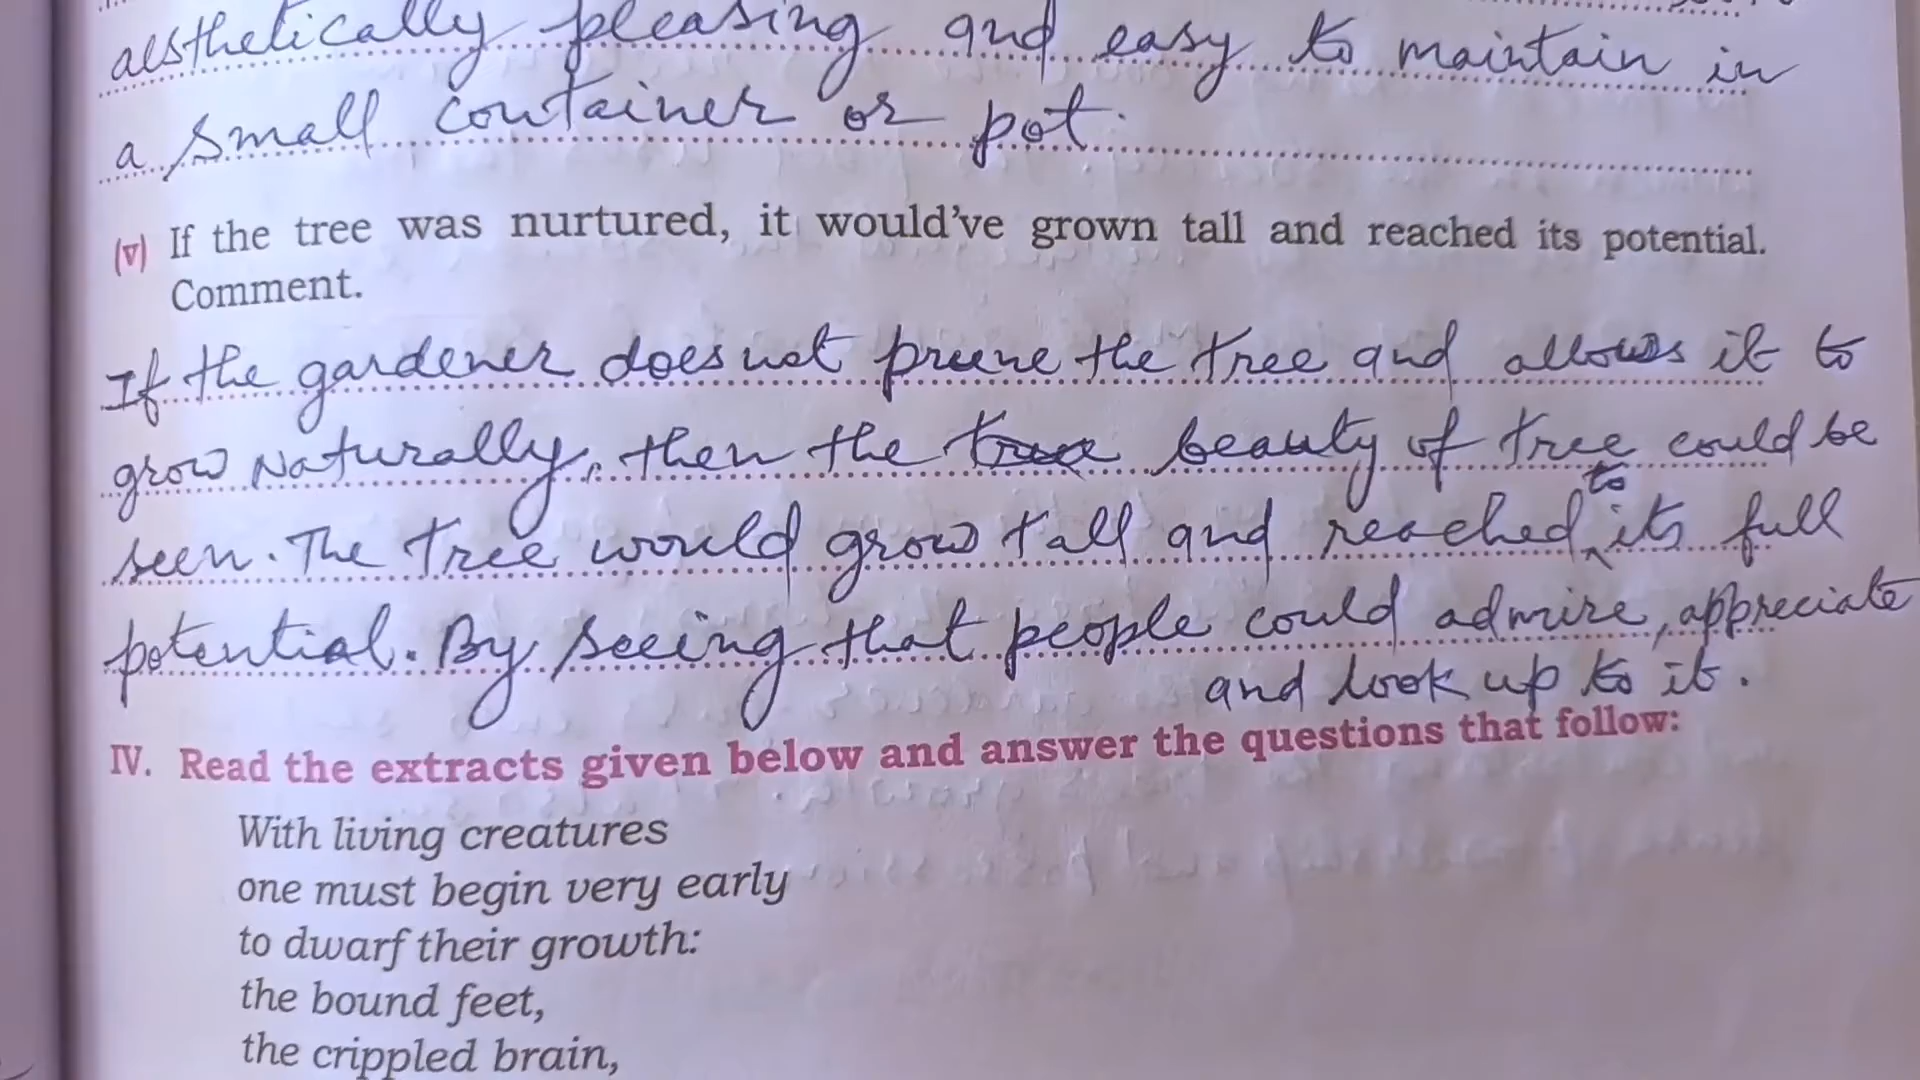 aesthetically pleasing and easy to maintain in
a small container or pot.
(v) If the tree was nurtured, it would've grown tall and reached its potential.
Comment.
If the gardener does not prune the tree and allows it to
grow Naturally, then the tree beauty of tree could be
seen. The tree would grow tall and reached to its full
potential. By seeing that people could admire, appreciate
and look up to it.
IV. Read the extracts given below and answer the questions that follow:
With living creatures
one must begin very early
to dwarf their growth:
the bound feet,
the crippled brain,